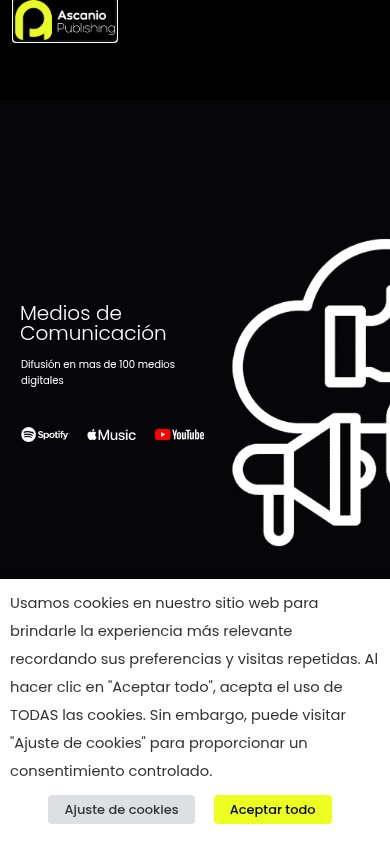 Ascanio
Publishing
Medios de
Comunicación
Difusión en mas de 100 medios
digitales
Spotify Music YouTube
Usamos cookies en nuestro sitio web para
brindarle la experiencia más relevante
recordando sus preferencias y visitas repetidas. Al
hacer clic en "Aceptar todo", acepta el uso de
TODAS las cookies. Sin embargo, puede visitar
"Ajuste de cookies" para proporcionar un
consentimiento controlado.
Ajuste de cookies Aceptar todo